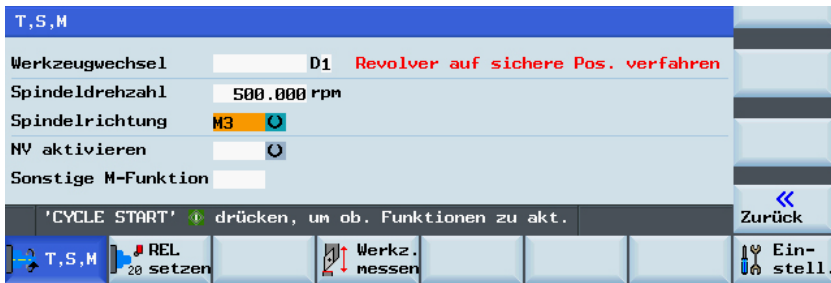 T,S,M
Werkzeugwechsel D1 Revolver auf sichere Pos. verfahren
Spindeldrehzahl 500.000 rpm
Spindelrichtung M3
NV aktivieren
Sonstige M-Funktion
'CYCLE START' drücken, um ob. Funktionen zu akt.
«
Zurück
T,S,M
REL
20 setzen
Werkz.
messen
Ein-
stell.